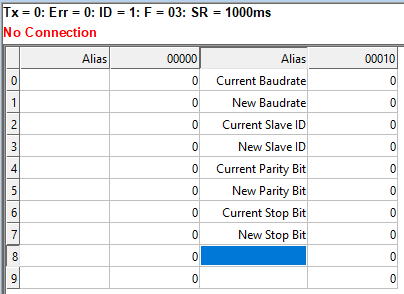 Tx = 0: Err = 0: ID = 1: F = 03: SR = 1000ms
No Connection
Alias 00000 Alias 00010
0 0 Current Baudrate 0
1 0 New Baudrate 0
2 0 Current Slave ID 0
3 0 New Slave ID 0
4 0 Current Parity Bit 0
5 0 New Parity Bit 0
6 0 Current Stop Bit 0
7 0 New Stop Bit 0
8 0 0
9 0 0